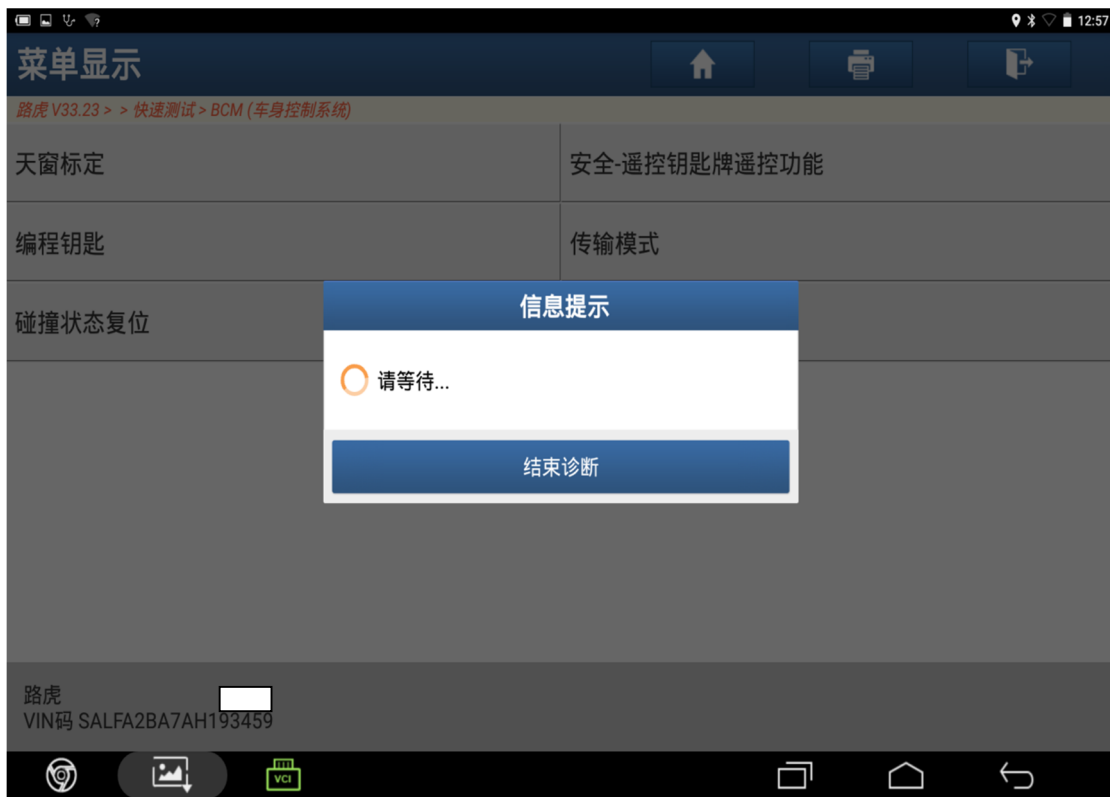 12:57
菜单显示
路虎 V33.23 > > 快速测试 > BCM (车身控制系统)
天窗标定
安全-遥控钥匙牌遥控功能
编程钥匙
传输模式
碰撞状态复位
信息提示
请等待...
结束诊断
路虎
VIN码 SALFA2BA7AH193459
VCI